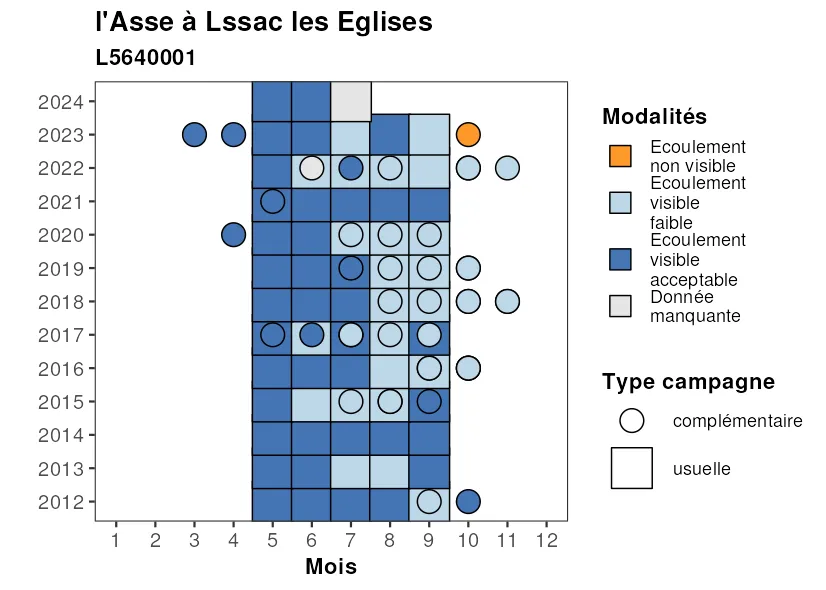 l'Asse à Lssac les Eglises
L5640001
2024
2023
2022
2021
2020
2019
2018
2017
2016
2015
2014
2013
2012
1 2 3 4 5 6 7 8 9 10 11 12
Mois
Modalités
Ecoulement
non visible
Ecoulement
visible
faible
Ecoulement
visible
acceptable
Donnée
manquante
Type campagne
complémentaire
usuelle